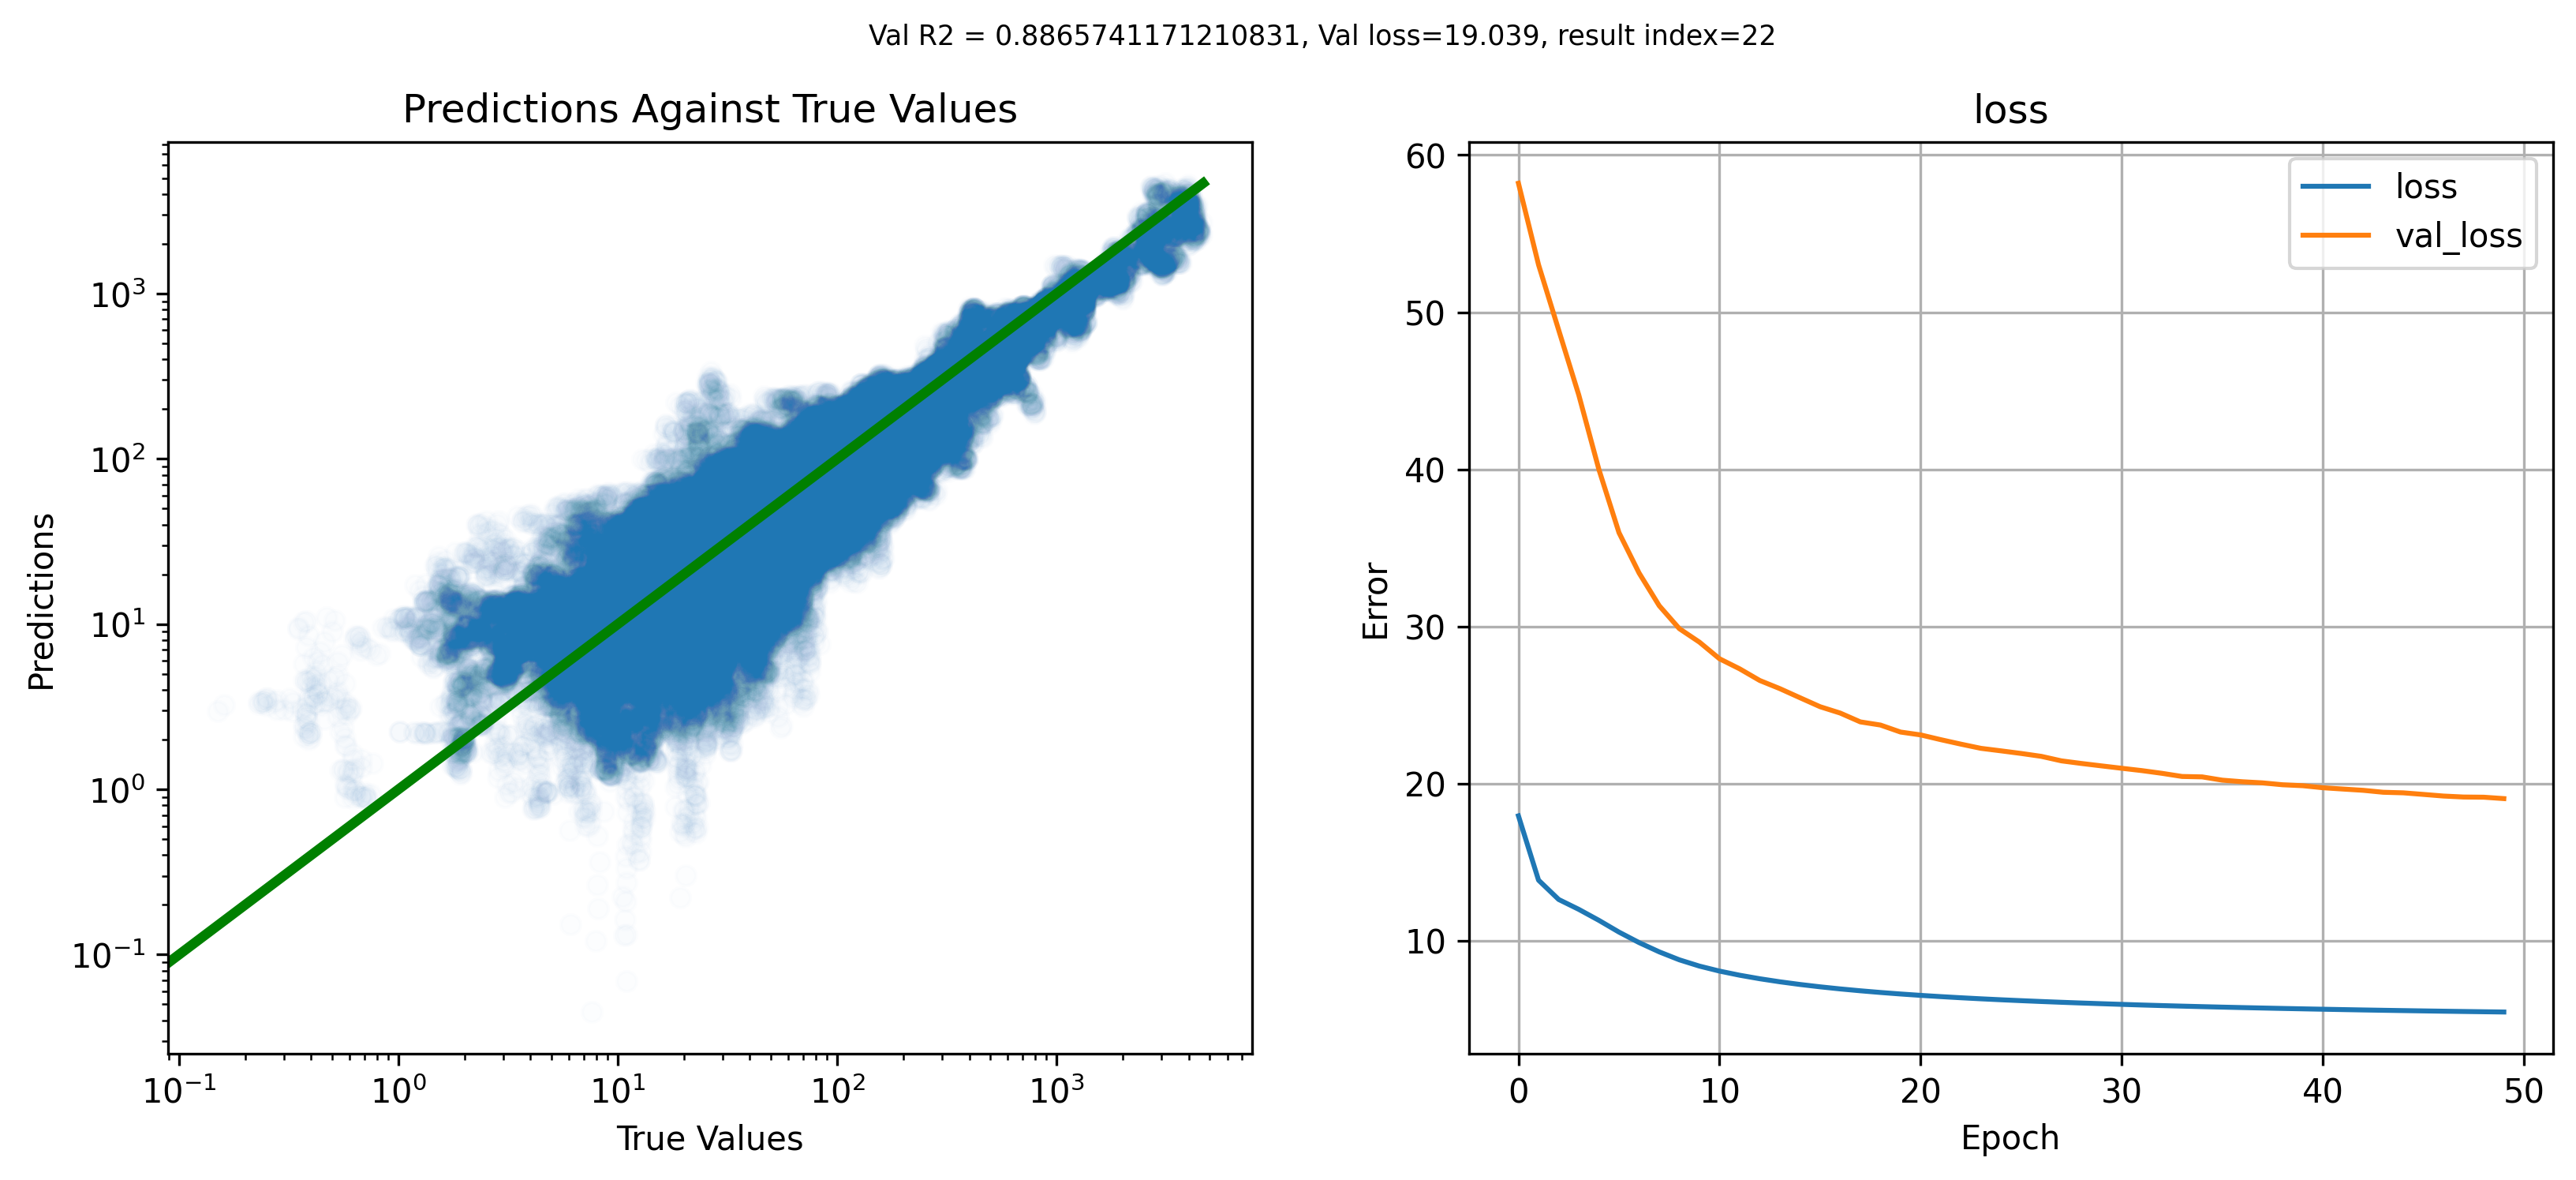 Val R2 = 0.8865741171210831, Val loss=19.039, result index=22
Predictions Against True Values
Predictions
10³
10²
10¹
10⁰
10⁻¹
10⁻¹ 10⁰ 10¹ 10² 10³
True Values
loss
Error
60
50
40
30
20
10
loss
val_loss
0 10 20 30 40 50
Epoch